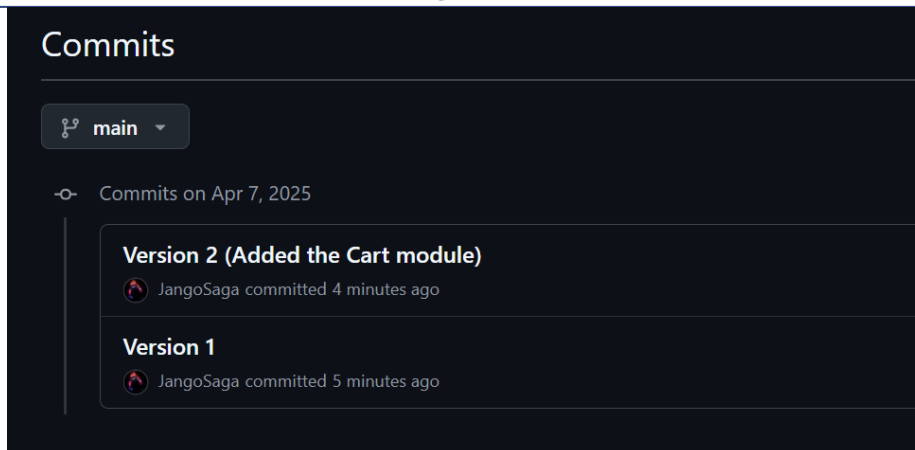 Commits
main
Commits on Apr 7, 2025
Version 2 (Added the Cart module)
JangoSaga committed 4 minutes ago
Version 1
JangoSaga committed 5 minutes ago